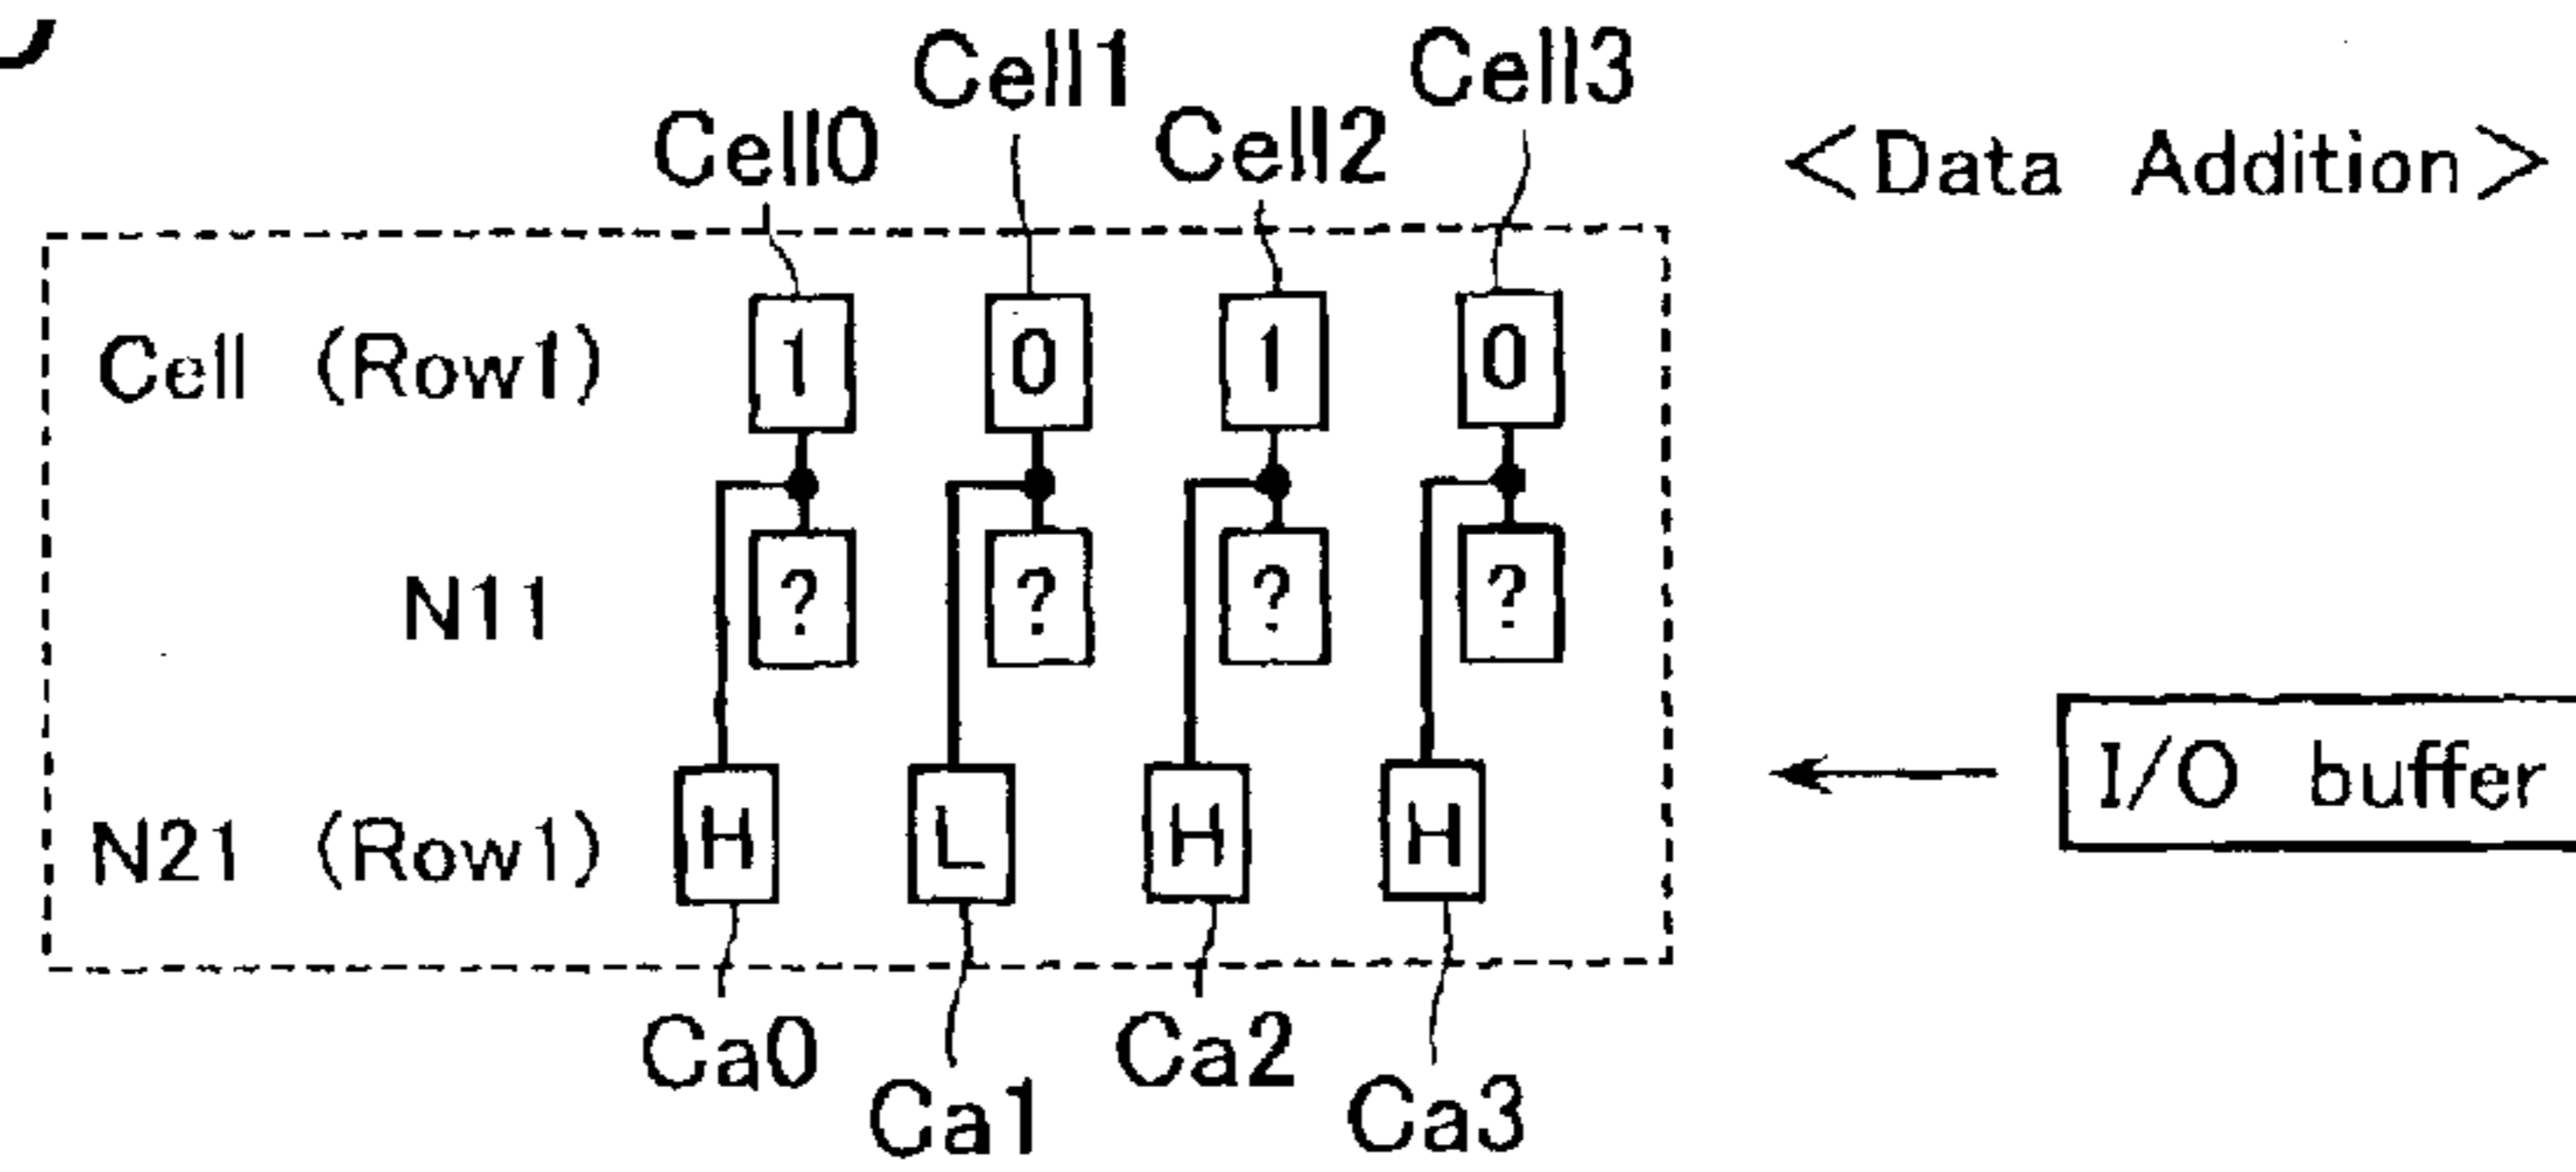 Cell0 Cell1 Cell2 Cell3
<Data Addition>
Cell (Row1) 1 0 1 0
N11 ? ? ? ?
N21 (Row1) H L H H
I/O buffer
Ca0 Ca1 Ca2 Ca3